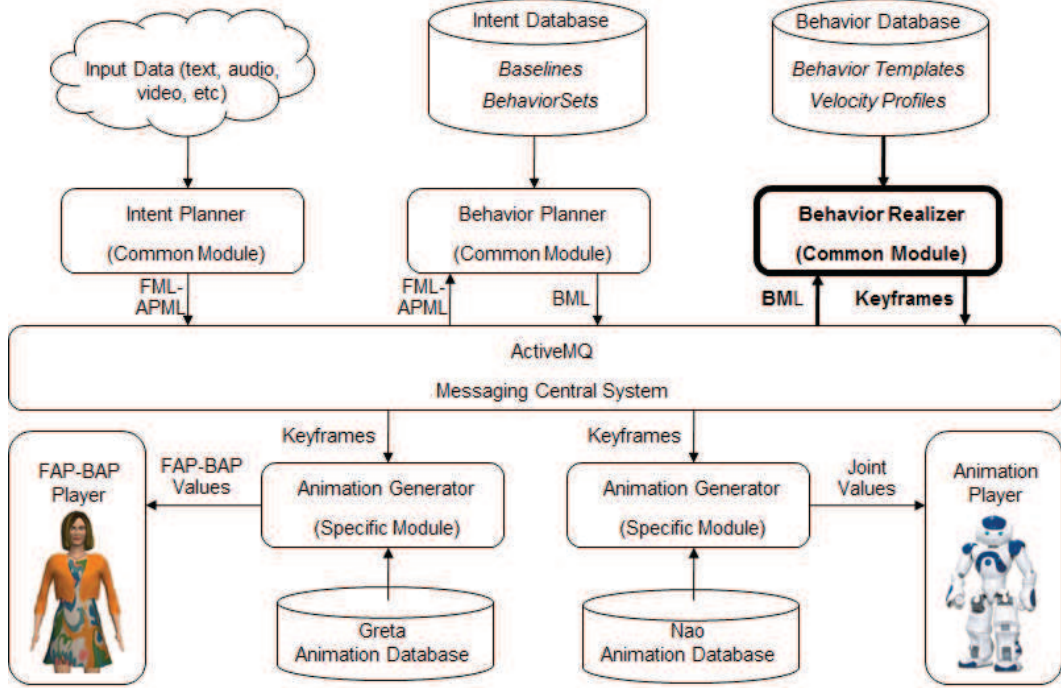 Input Data (text, audio,
video, etc)
Intent Database
Baselines
BehaviorSets
Behavior Database
Behavior Templates
Velocity Profiles
Intent Planner
(Common Module)
Behavior Planner
(Common Module)
Behavior Realizer
(Common Module)
FML-
APML
FML-
APML
BML
BML
Keyframes
ActiveMQ
Messaging Central System
Keyframes
Keyframes
FAP-BAP
Player
FAP-BAP
Values
Animation Generator
(Specific Module)
Animation Generator
(Specific Module)
Joint
Values
Animation
Player
Greta
Animation Database
Nao
Animation Database